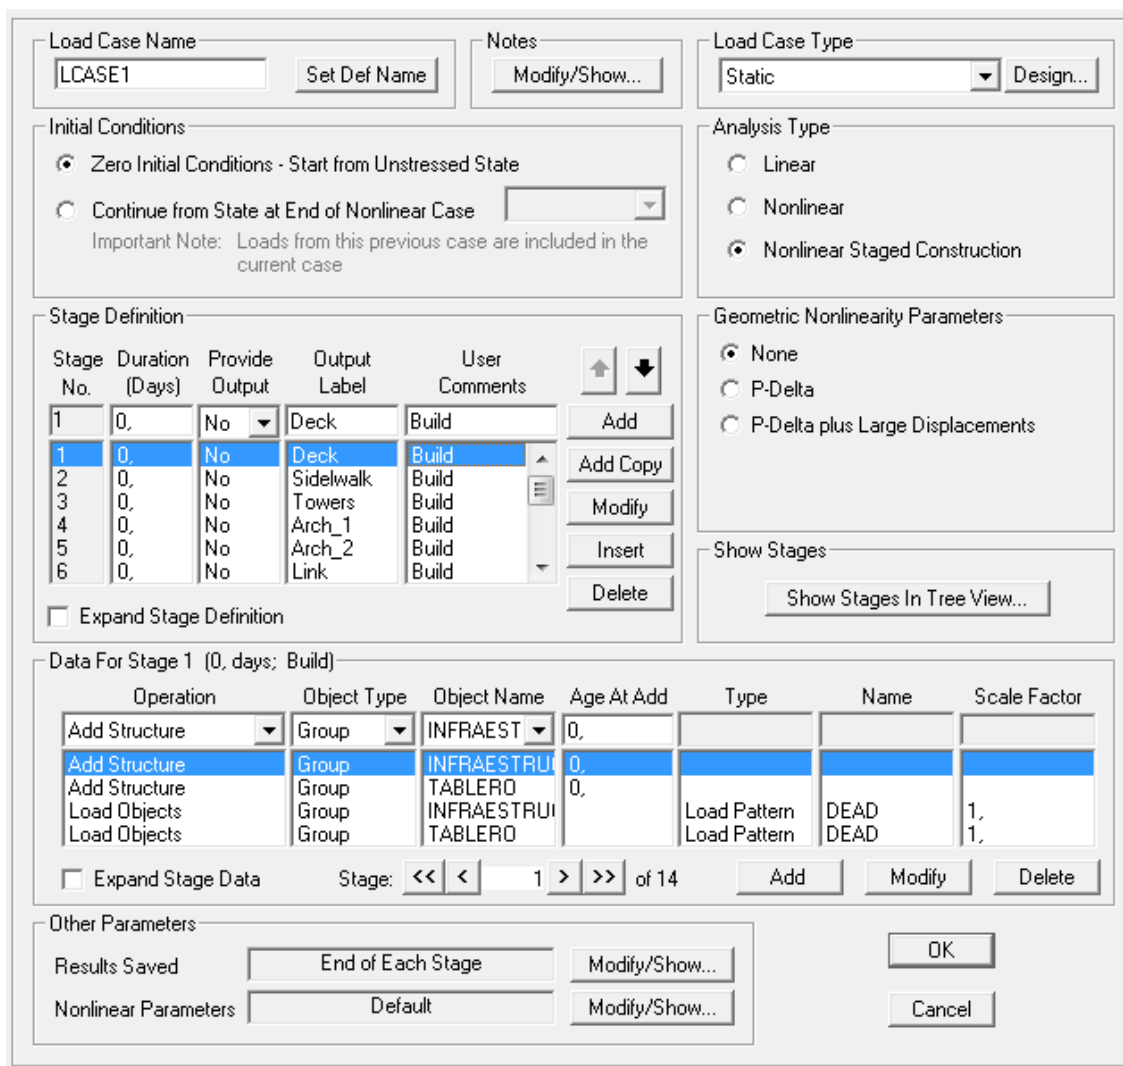 Load Case Name
LCASE1
Set Def Name
Notes
Modify/Show...
Load Case Type
Static
Design...
Initial Conditions
Zero Initial Conditions - Start from Unstressed State
Continue from State at End of Nonlinear Case
Important Note: Loads from this previous case are included in the
current case
Analysis Type
Linear
Nonlinear
Nonlinear Staged Construction
Stage Definition
Stage Duration Provide Output User
No. (Days) Output Label Comments
1 0, No Deck Build
1 0, No Deck Build
2 0, No Sidelwalk Build
3 0, No Towers Build
4 0, No Arch_1 Build
5 0, No Arch_2 Build
6 0, No Link Build
Add
Add Copy
Modify
Insert
Delete
Expand Stage Definition
Geometric Nonlinearity Parameters
None
P-Delta
P-Delta plus Large Displacements
Show Stages
Show Stages In Tree View...
Data For Stage 1 (0, days; Build)
Operation Object Type Object Name Age At Add Type Name Scale Factor
Add Structure Group INFRAEST 0,
Add Structure Group INFRAESTRU 0,
Add Structure Group TABLERO 0,
Load Objects Group INFRAESTRU Load Pattern DEAD 1,
Load Objects Group TABLERO Load Pattern DEAD 1,
Expand Stage Data Stage: << < 1 > >> of 14 Add Modify Delete
Other Parameters
Results Saved End of Each Stage Modify/Show...
Nonlinear Parameters Default Modify/Show...
OK
Cancel